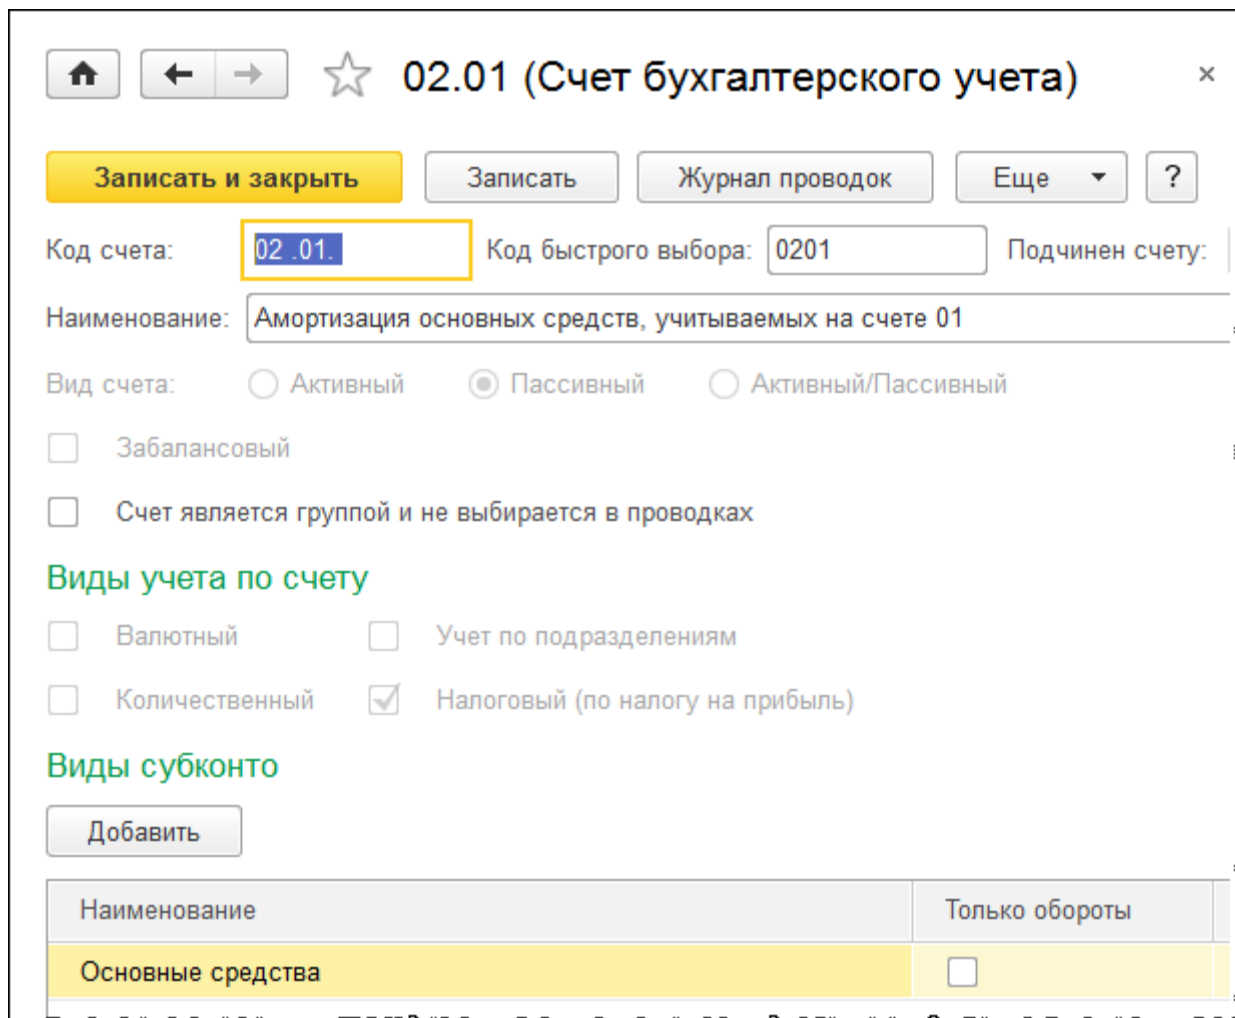 02.01 (Счет бухгалтерского учета)
Записать и закрыть Записать Журнал проводок Еще ?
Код счета: 02 .01. Код быстрого выбора: 0201 Подчинен счету:
Наименование: Амортизация основных средств, учитываемых на счете 01
Вид счета: Активный Пассивный Активный/Пассивный
Забалансовый
Счет является группой и не выбирается в проводках
Виды учета по счету
Валютный Учет по подразделениям
Количественный Налоговый (по налогу на прибыль)
Виды субконто
Добавить
Наименование Только обороты
Основные средства